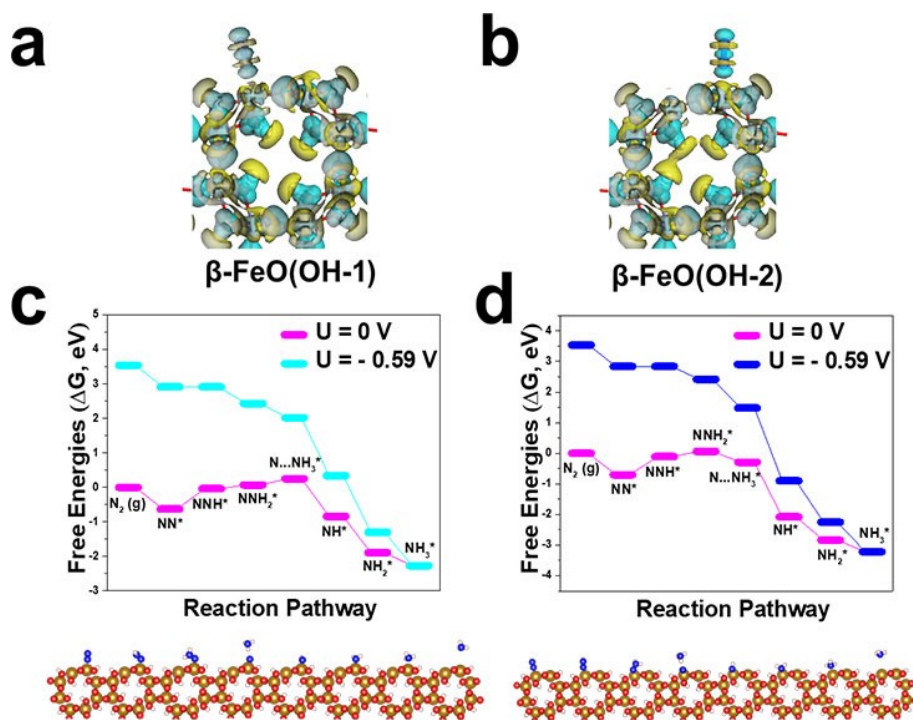 a
b
β-FeO(OH-1)
β-FeO(OH-2)
c
U = 0 V
U = - 0.59 V
Free Energies (ΔG, eV)
5
4
3
2
1
0
-1
-2
-3
N₂ (g)
NN*
NNH*
NNH₂*
N...NH₃*
NH*
NH₂*
NH₃*
Reaction Pathway
d
U = 0 V
U = - 0.59 V
Free Energies (ΔG, eV)
4
3
2
1
0
-1
-2
-3
-4
N₂ (g)
NN*
NNH*
NNH₂*
N...NH₃*
NH*
NH₂*
NH₃*
Reaction Pathway